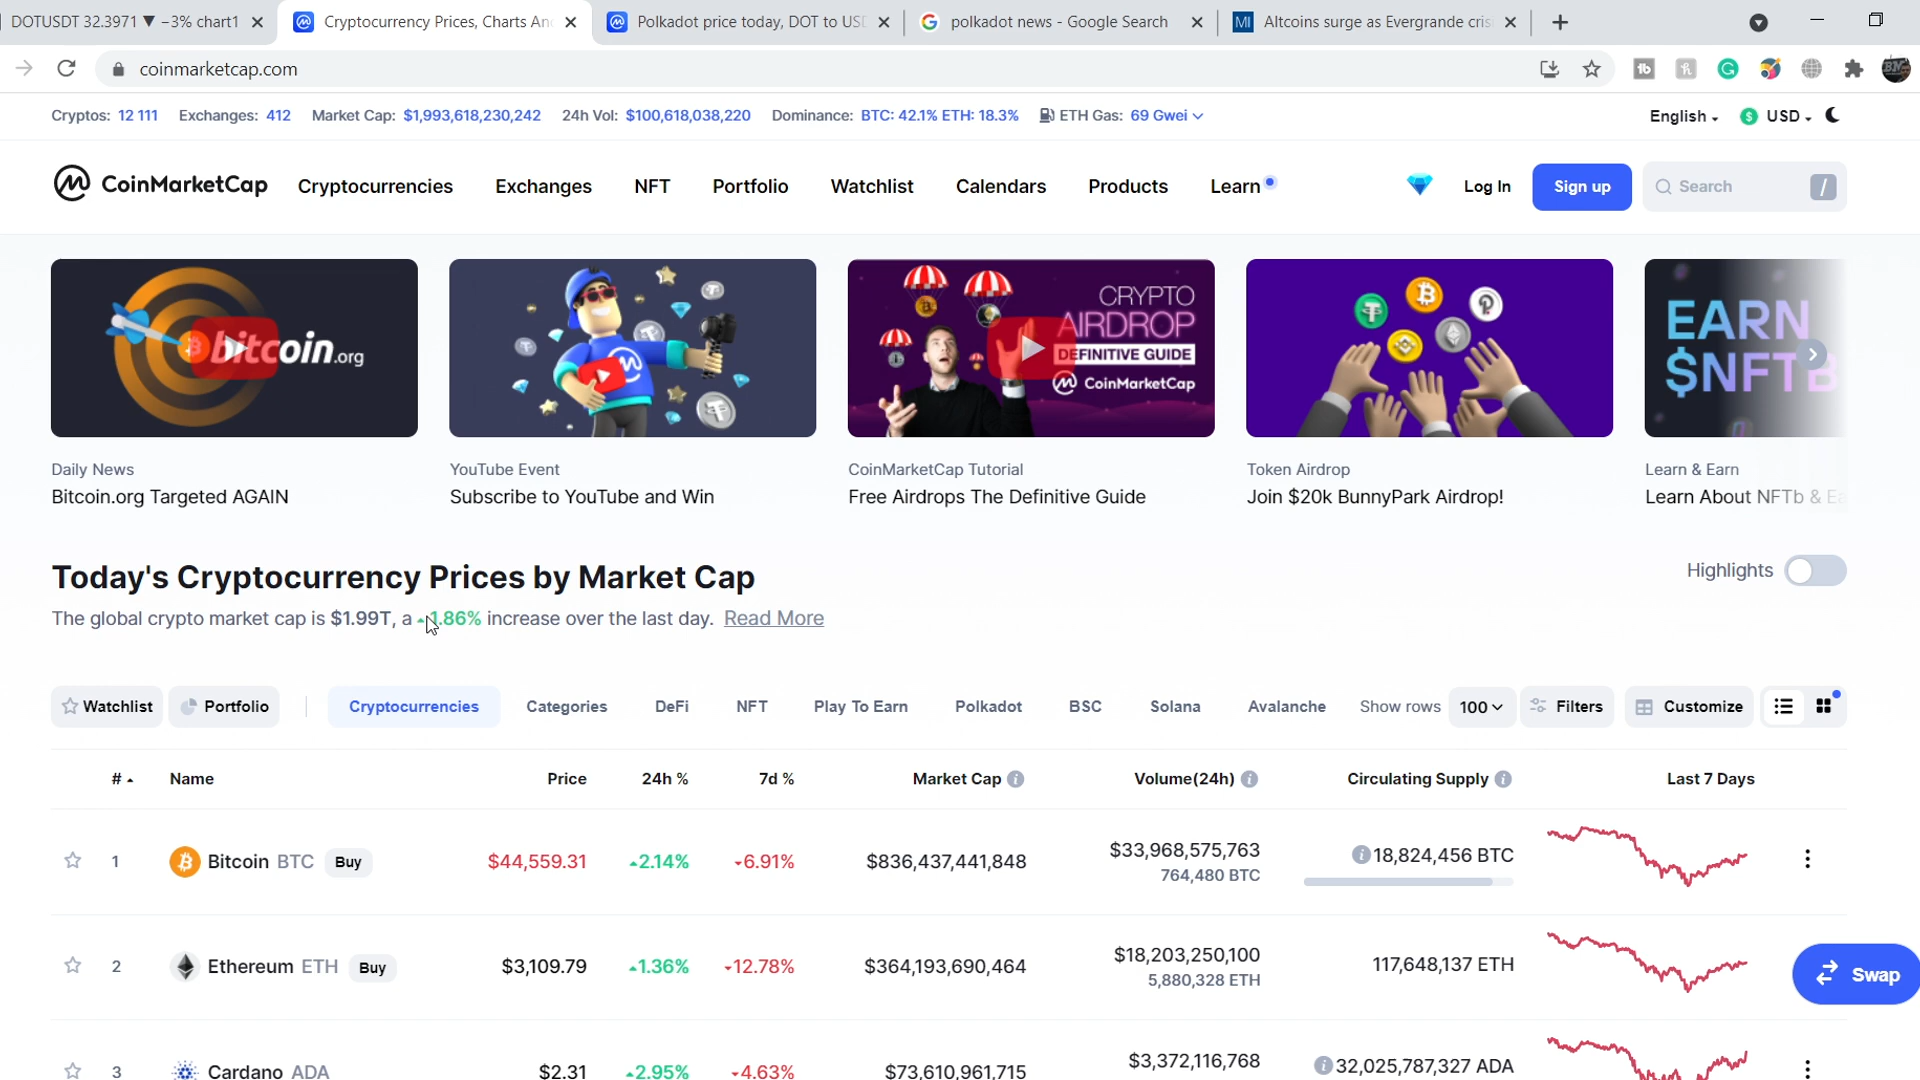 DOTUSDT 32.3971 ▼ −3% chart1
Cryptocurrency Prices, Charts An
Polkadot price today, DOT to US
polkadot news - Google Search
MI Altcoins surge as Evergrande cris
coinmarketcap.com
Cryptos: 12 111 Exchanges: 412 Market Cap: $1,993,618,230,242 24h Vol: $100,618,038,220 Dominance: BTC: 42.1% ETH: 18.3% ETH Gas: 69 Gwei
English USD
CoinMarketCap Cryptocurrencies Exchanges NFT Portfolio Watchlist Calendars Products Learn Log In Sign up Search /
bitcoin.org
CRYPTO
AIRDROP
DEFINITIVE GUIDE
CoinMarketCap
EARN
$NFTB
Daily News
Bitcoin.org Targeted AGAIN
YouTube Event
Subscribe to YouTube and Win
CoinMarketCap Tutorial
Free Airdrops The Definitive Guide
Token Airdrop
Join $20k BunnyPark Airdrop!
Learn & Earn
Learn About NFTb & Ea
Today's Cryptocurrency Prices by Market Cap
Highlights
The global crypto market cap is $1.99T, a 1.86% increase over the last day. Read More
Watchlist Portfolio Cryptocurrencies Categories DeFi NFT Play To Earn Polkadot BSC Solana Avalanche Show rows 100 Filters Customize
# Name Price 24h % 7d % Market Cap Volume(24h) Circulating Supply Last 7 Days
1 Bitcoin BTC Buy $44,559.31 2.14% 6.91% $836,437,441,848 $33,968,575,763 18,824,456 BTC
764,480 BTC
2 Ethereum ETH Buy $3,109.79 1.36% 12.78% $364,193,690,464 $18,203,250,100 117,648,137 ETH
5,880,328 ETH
Swap
3 Cardano ADA $2.31 2.95% 4.63% $73,610,961,715 $3,372,116,768 32,025,787,327 ADA